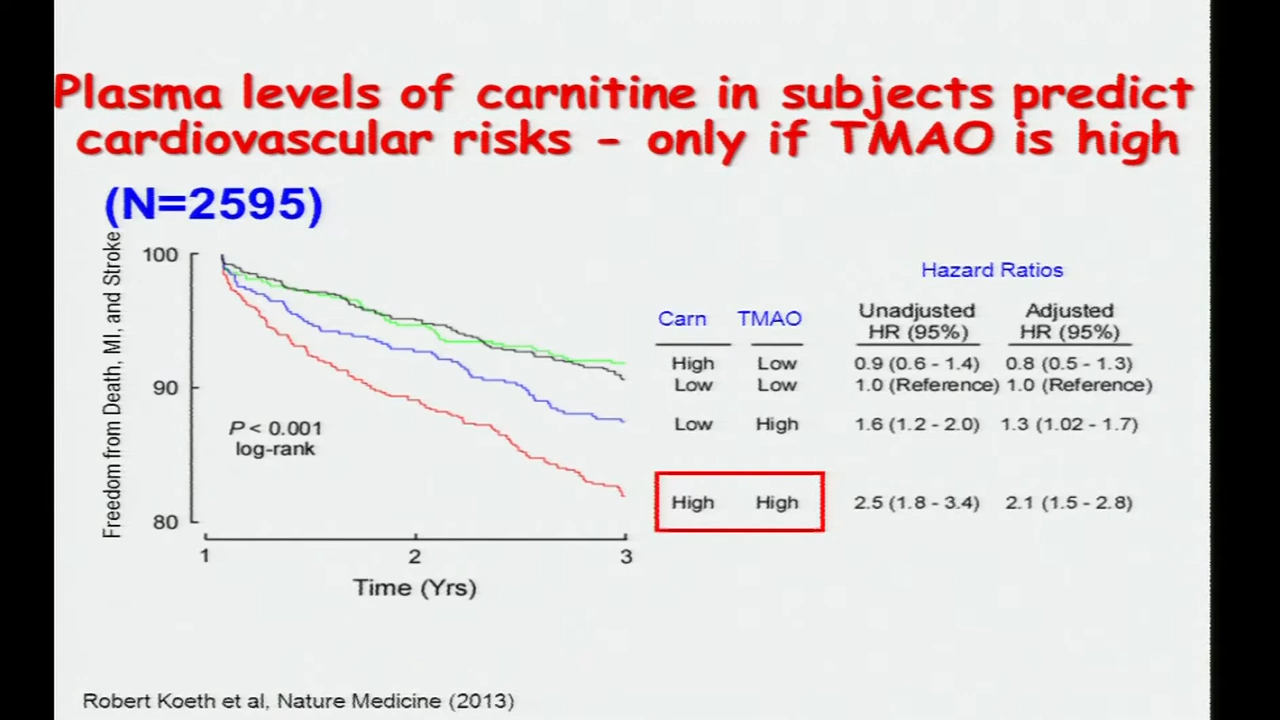 Plasma levels of carnitine in subjects predict
cardiovascular risks - only if TMAO is high
(N=2595)
Freedom from Death, MI, and Stroke
100
90
80
P < 0.001
log-rank
1 2 3
Time (Yrs)
Hazard Ratios
Carn TMAO Unadjusted HR (95%) Adjusted HR (95%)
High Low 0.9 (0.6 - 1.4) 0.8 (0.5 - 1.3)
Low Low 1.0 (Reference) 1.0 (Reference)
Low High 1.6 (1.2 - 2.0) 1.3 (1.02 - 1.7)
High High 2.5 (1.8 - 3.4) 2.1 (1.5 - 2.8)
Robert Koeth et al, Nature Medicine (2013)